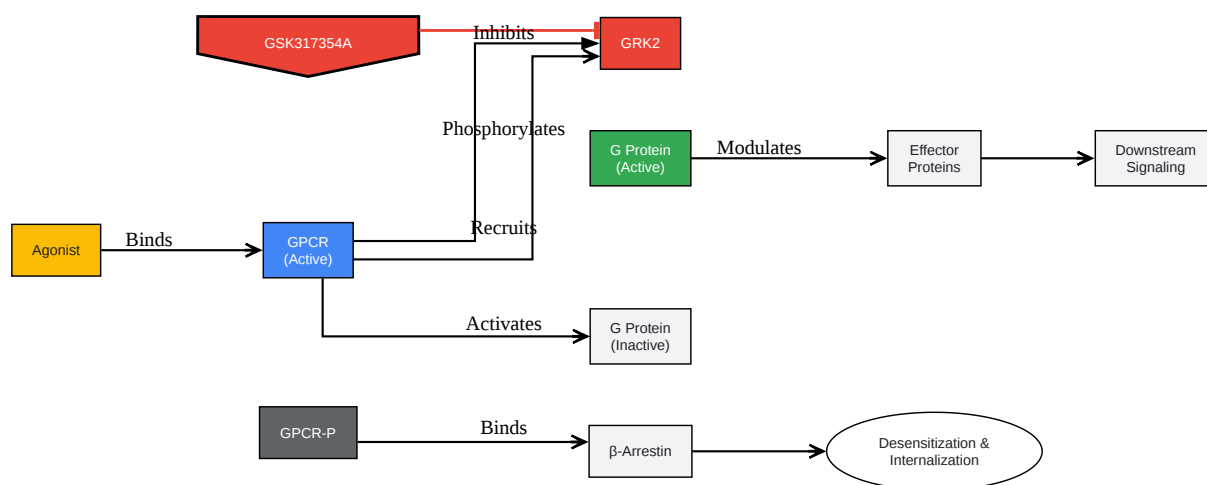 GSK317354A
Inhibits
GRK2
Phosphorylates
G Protein
(Active)
Modulates
Effector
Proteins
Downstream
Signaling
Agonist
Binds
GPCR
(Active)
Recruits
Activates
G Protein
(Inactive)
GPCR-P
Binds
β-Arrestin
Desensitization &
Internalization